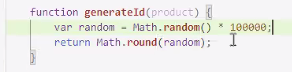 function generateId(product) {
var random = Math.random() * 100000;
return Math.round(random);
}